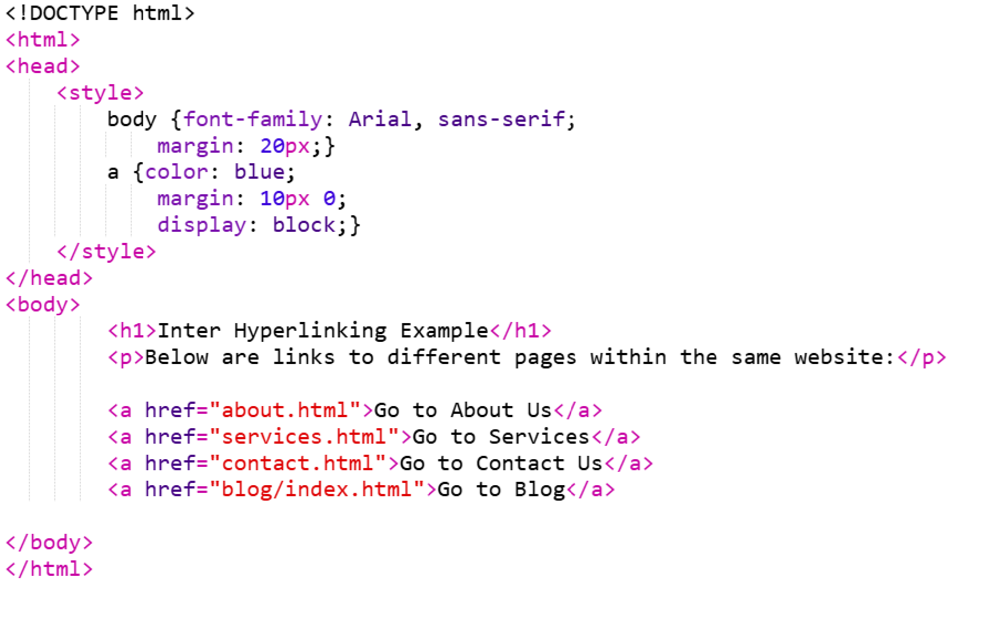 <!DOCTYPE html>
<html>
<head>
<style>
body {font-family: Arial, sans-serif;
margin: 20px;}
a {color: blue;
margin: 10px 0;
display: block;}
</style>
</head>
<body>
<h1>Inter Hyperlinking Example</h1>
<p>Below are links to different pages within the same website:</p>
<a href="about.html">Go to About Us</a>
<a href="services.html">Go to Services</a>
<a href="contact.html">Go to Contact Us</a>
<a href="blog/index.html">Go to Blog</a>
</body>
</html>